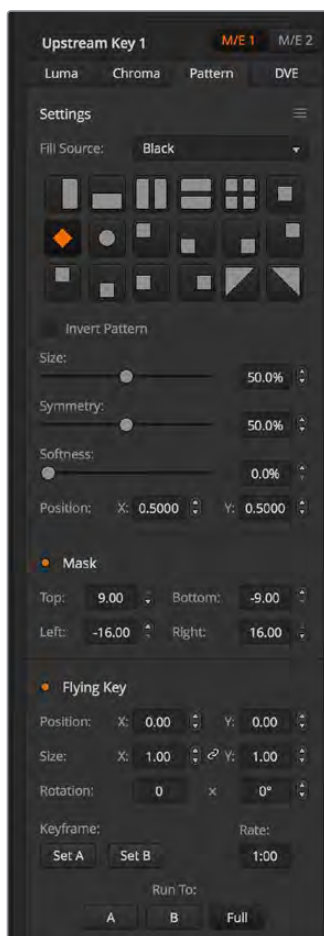 Upstream Key 1 M/E 1 M/E 2
Luma Chroma Pattern DVE
Settings
Fill Source: Black
Invert Pattern
Size:
50.0%
Symmetry:
50.0%
Softness:
0.0%
Position: X: 0.5000 Y: 0.5000
Mask
Top: 9.00 Bottom: -9.00
Left: -16.00 Right: 16.00
Flying Key
Position: X: 0.00 Y: 0.00
Size: X: 1.00 Y: 1.00
Rotation: 0 x 0°
Keyframe: Rate:
Set A Set B 1:00
Run To:
A B Full